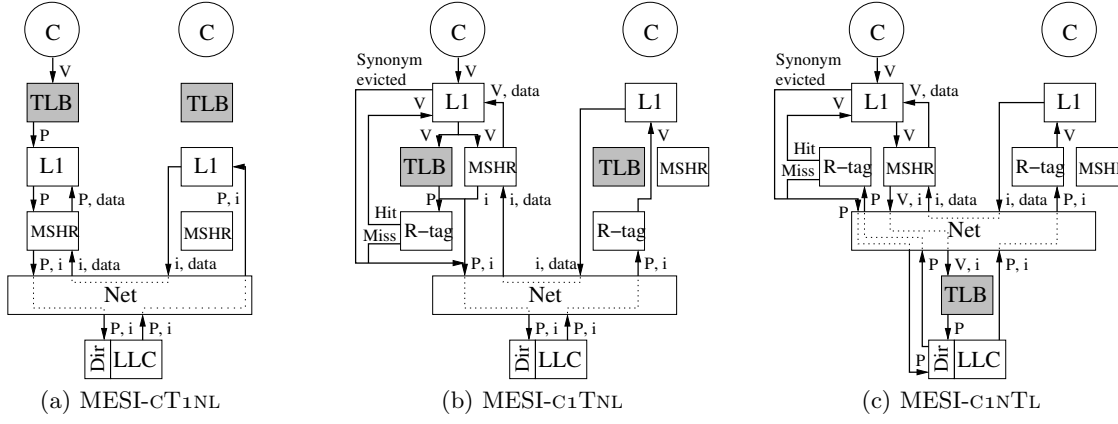 C
C
V
TLB
TLB
P
L1
L1
P
P, data
P, i
MSHR
MSHR
P, i
i, data
i, data
Net
P, i
P, i
Dir
LLC
(a) MESI-cT1NL
C
C
Synonym
evicted
V
V
L1
V, data
L1
V
V
V
TLB
MSHR
TLB
MSHR
P
i
i, data
Hit
Miss
R-tag
R-tag
P, i
i, data
P, i
Net
P, i
P, i
Dir
LLC
(b) MESI-c1TNL
C
C
Synonym
evicted
V
V
L1
V, data
L1
V
V
Hit
Miss
R-tag
MSHR
R-tag
MSHR
P
P
V, i
i, data
i, data
P, i
Net
P
V, i
P, i
TLB
P
P
Dir
LLC
(c) MESI-c1NTL